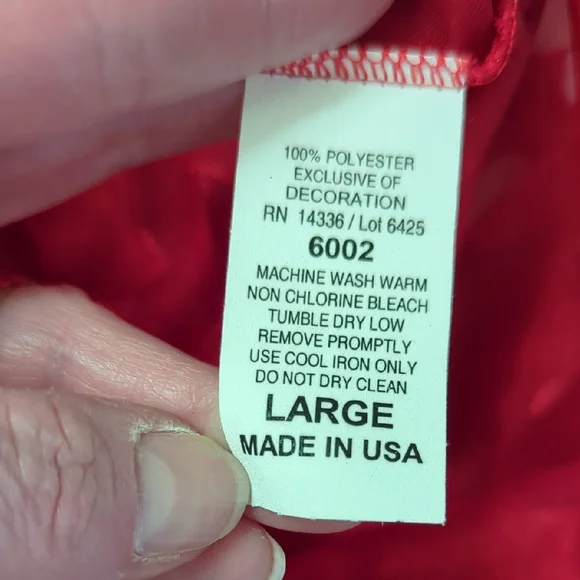 100% POLYESTER
EXCLUSIVE OF
DECORATION
RN 14336 / Lot 6425
6002
MACHINE WASH WARM
NON CHLORINE BLEACH
TUMBLE DRY LOW
REMOVE PROMPTLY
USE COOL IRON ONLY
DO NOT DRY CLEAN
LARGE
MADE IN USA